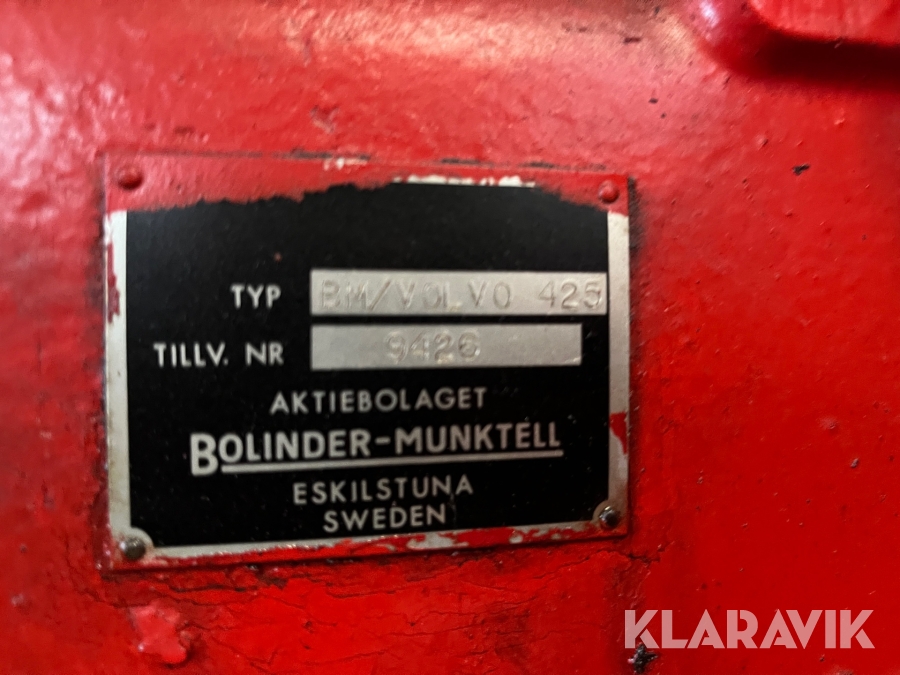 TYP BM/VOLVO 425
TILLV. NR 9426
AKTIEBOLAGET
BOLINDER-MUNKTELL
ESKILSTUNA
SWEDEN
KLARAVIK